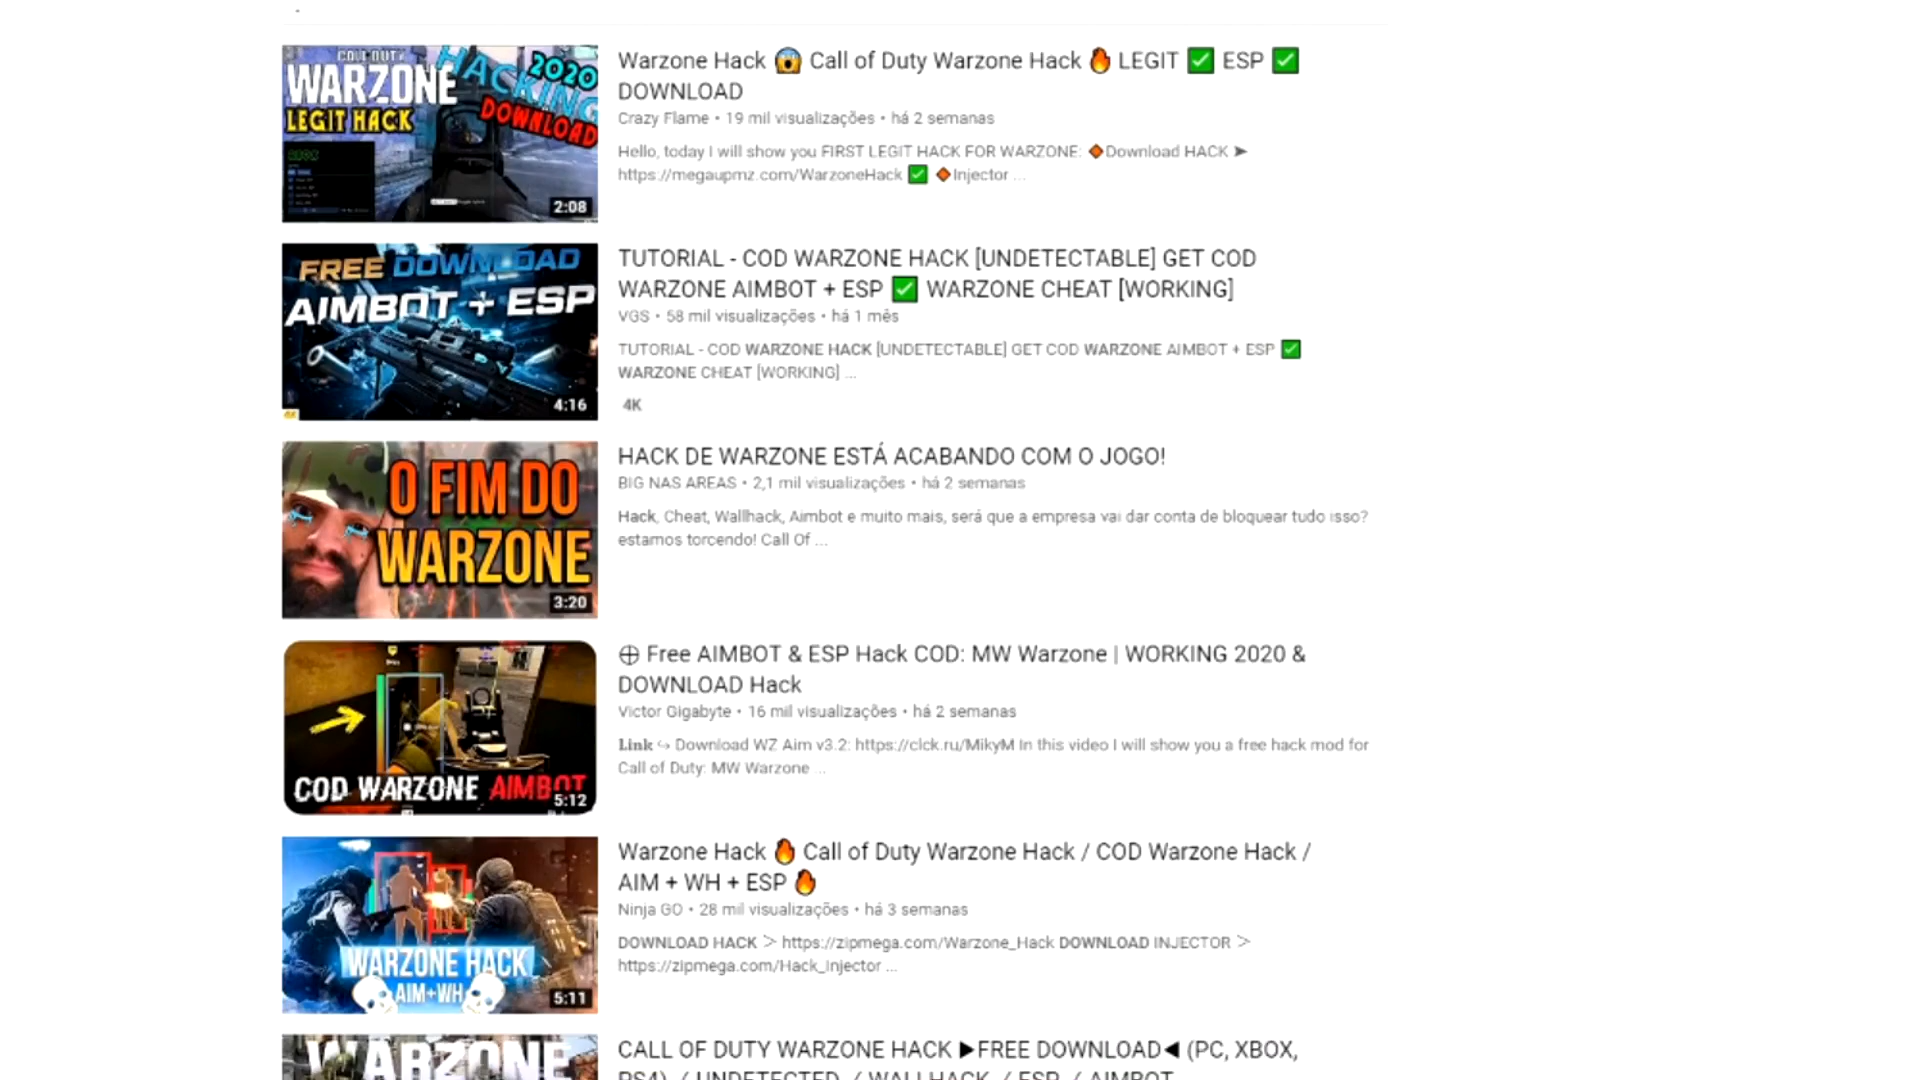 CALL OF DUTY
WARZONE
LEGIT HACK
HACKING
2020
DOWNLOAD
2:08
Warzone Hack 😱 Call of Duty Warzone Hack 🔥 LEGIT ✅ ESP ✅
DOWNLOAD
Crazy Flame • 19 mil visualizações • há 2 semanas
Hello, today I will show you FIRST LEGIT HACK FOR WARZONE: 🔶Download HACK ➤
https://megaupmz.com/WarzoneHack ✅ 🔶Injector ...
FREE DOWNLOAD
AIMBOT + ESP
4K
4:16
TUTORIAL - COD WARZONE HACK [UNDETECTABLE] GET COD
WARZONE AIMBOT + ESP ✅ WARZONE CHEAT [WORKING]
VGS • 58 mil visualizações • há 1 mês
TUTORIAL - COD WARZONE HACK [UNDETECTABLE] GET COD WARZONE AIMBOT + ESP ✅
WARZONE CHEAT [WORKING] ...
4K
O FIM DO
WARZONE
3:20
HACK DE WARZONE ESTÁ ACABANDO COM O JOGO!
BIG NAS AREAS • 2,1 mil visualizações • há 2 semanas
Hack, Cheat, Wallhack, Aimbot e muito mais, será que a empresa vai dar conta de bloquear tudo isso?
estamos torcendo! Call Of ...
COD WARZONE AIMBOT
5:12
⨁ Free AIMBOT & ESP Hack COD: MW Warzone | WORKING 2020 &
DOWNLOAD Hack
Victor Gigabyte • 16 mil visualizações • há 2 semanas
Link ↪ Download WZ Aim v3.2: https://clck.ru/MikyM In this video I will show you a free hack mod for
Call of Duty: MW Warzone ...
WARZONE HACK
AIM+WH
5:11
Warzone Hack 🔥 Call of Duty Warzone Hack / COD Warzone Hack /
AIM + WH + ESP 🔥
Ninja GO • 28 mil visualizações • há 3 semanas
DOWNLOAD HACK ᐳ https://zipmega.com/Warzone_Hack DOWNLOAD INJECTOR ᐳ
https://zipmega.com/Hack_Injector ...
WARZONE
CALL OF DUTY WARZONE HACK ▶FREE DOWNLOAD◀ (PC, XBOX,
PS4) / UNDETECTED / WALLHACK / ESP / AIMBOT